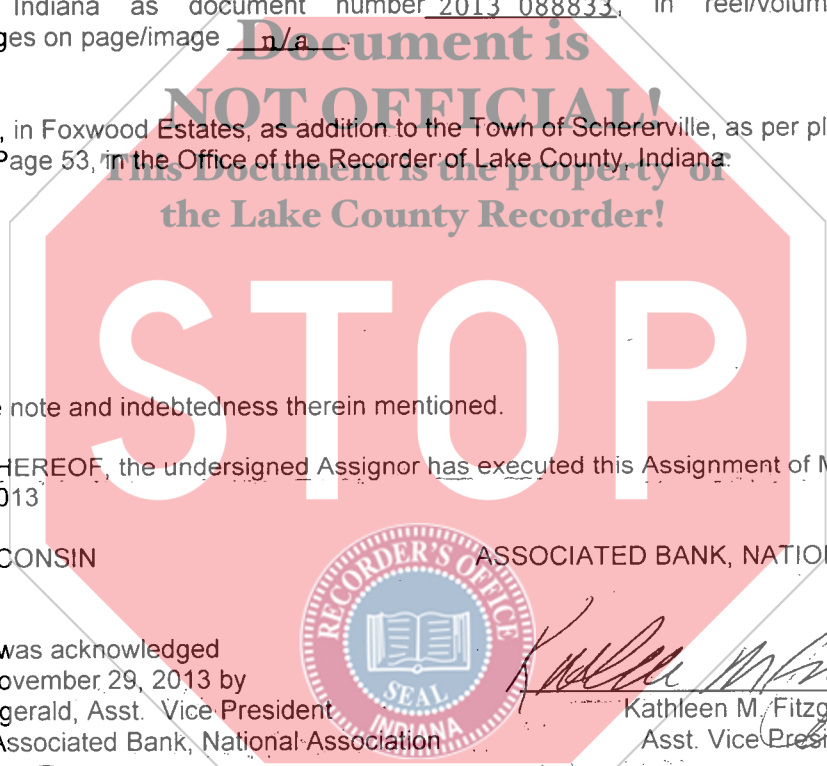 Indiana as document number 2013 088833, in reel/volum
ges on page/image n/a
Document is
NOT OFFICIAL!
, in Foxwood Estates, as addition to the Town of Schererville, as per pl
Page 53, in the Office of the Recorder of Lake County, Indiana.
This Document is the property of
the Lake County Recorder!
STOP
e note and indebtedness therein mentioned.
HEREOF, the undersigned Assignor has executed this Assignment of M
013
CONSIN ASSOCIATED BANK, NATIO
RECORDER'S OFFICE
SEAL
INDIANA
was acknowledged
ovember 29, 2013 by
gerald, Asst. Vice President Kathleen M. Fitzg
Associated Bank, National Association Asst. Vice Presi